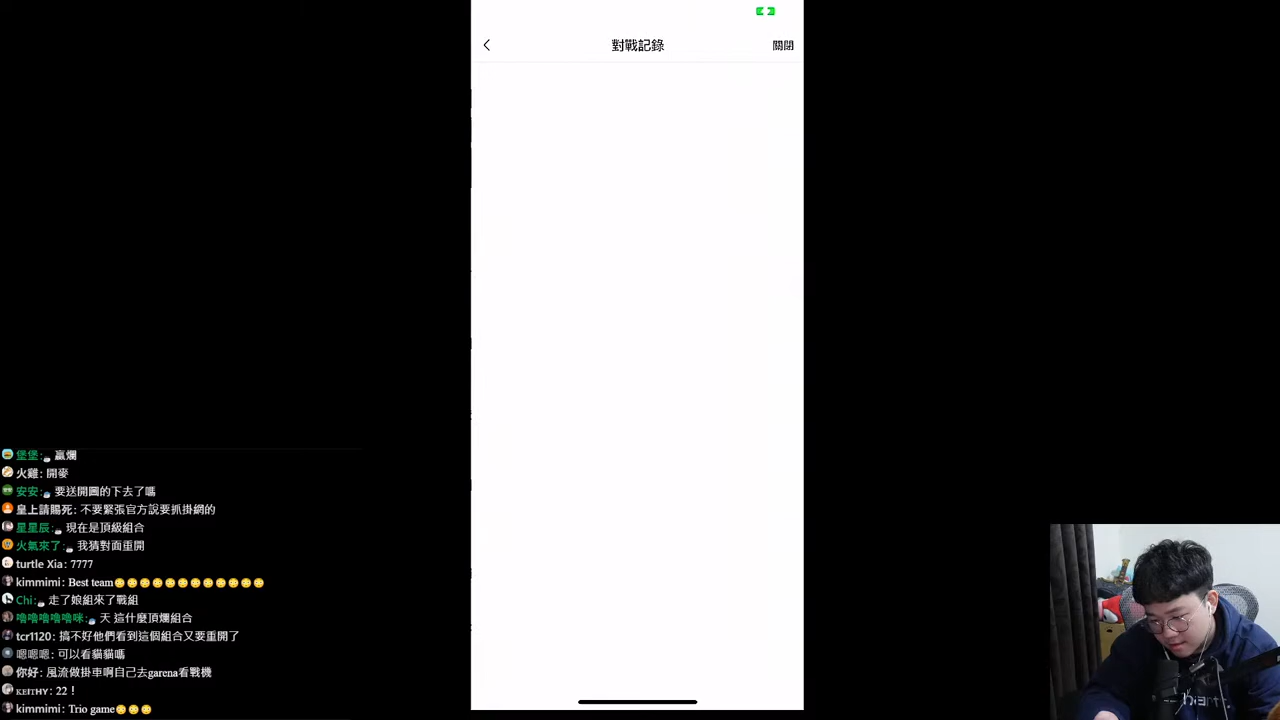 對戰記錄
關閉
堡堡: 贏爛
火雞: 開麥
安安: 要送開圖的下去了嗎
皇上請賜死: 不要緊張官方說要抓掛網的
星星辰: 現在是頂級組合
火氣來了: 我猜對面重開
turtle Xia: 7777
kimmimi: Best team😳😳😳😳😳😳😳😳😳😳😳😳
Chi: 走了娘組來了戰組
嚕嚕嚕嚕嚕咪: 天 這什麼頂爛組合
tcr1120: 搞不好他們看到這個組合又要重開了
嗯嗯嗯: 可以看貓貓嗎
你好: 風流做掛車啊自己去garena看戰機
ᴋᴇɪᴛʜʏ: 22！
kimmimi: Trio game😳😳😳